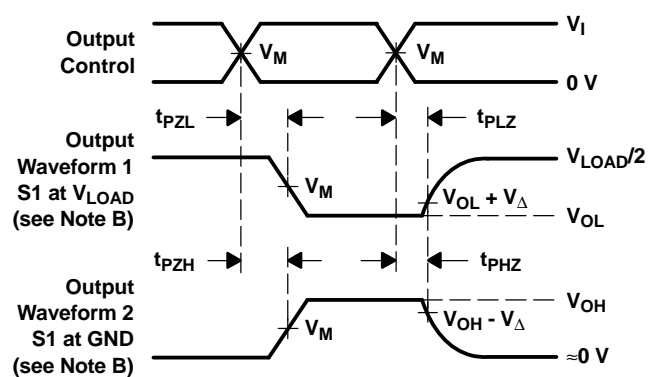 Output
Control
V_M
V_M
V_I
0 V
t_PZL
t_PLZ
Output
Waveform 1
S1 at V_LOAD
(see Note B)
V_M
V_LOAD/2
V_OL + V_Δ
V_OL
t_PZH
t_PHZ
Output
Waveform 2
S1 at GND
(see Note B)
V_M
V_OH
V_OH - V_Δ
≈0 V